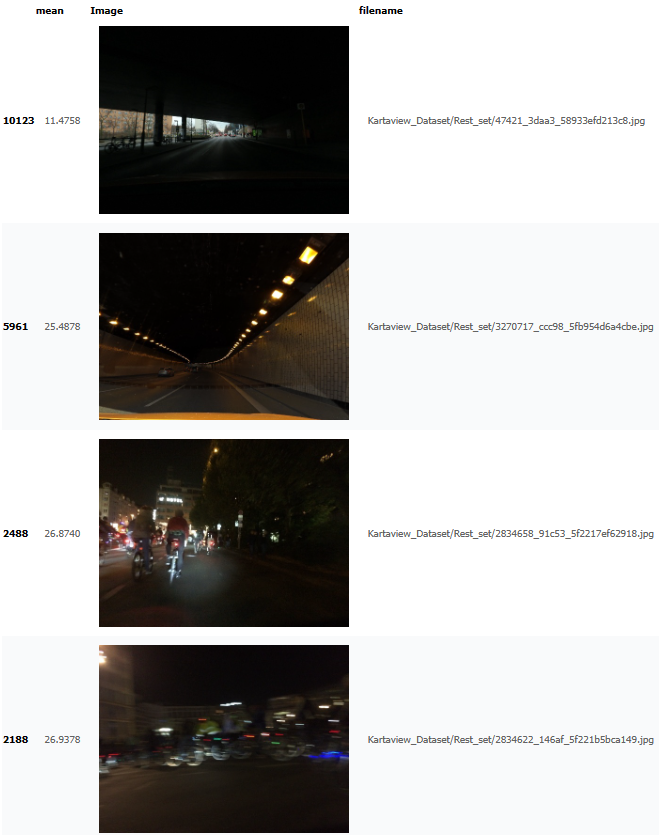 mean Image filename
10123 11.4758 Kartaview_Dataset/Rest_set/47421_3daa3_58933efd213c8.jpg
5961 25.4878 Kartaview_Dataset/Rest_set/3270717_ccc98_5fb954d6a4cbe.jpg
2488 26.8740 Kartaview_Dataset/Rest_set/2834658_91c53_5f2217ef62918.jpg
2188 26.9378 Kartaview_Dataset/Rest_set/2834622_146af_5f221b5bca149.jpg